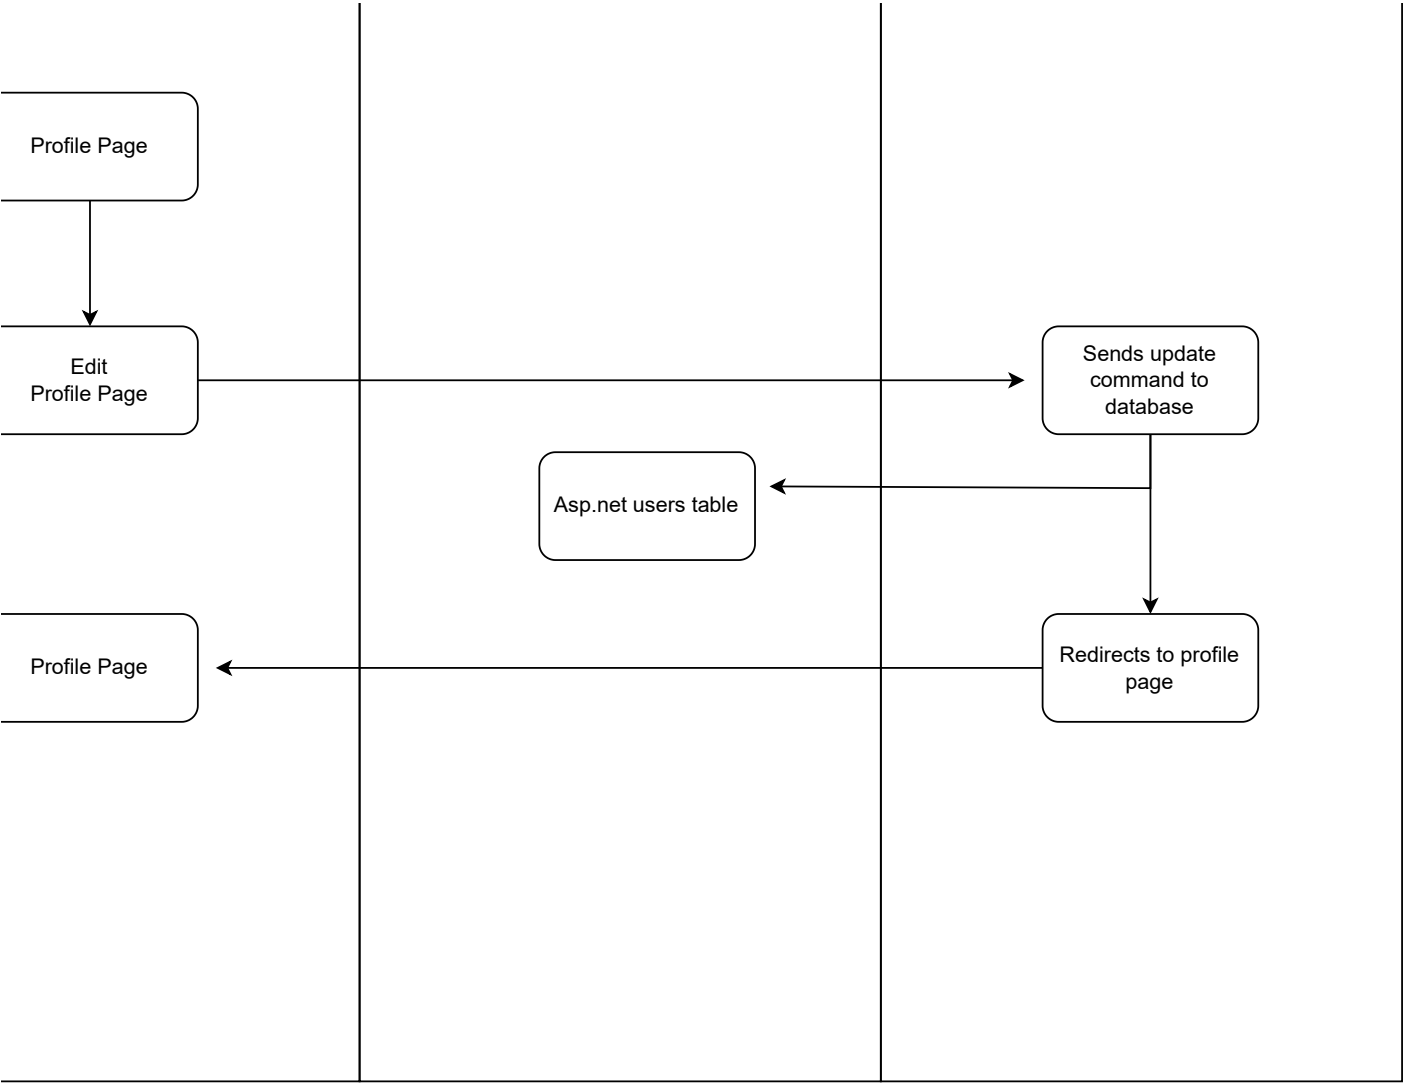 Profile Page
Edit
Profile Page
Sends update
command to
database
Asp.net users table
Profile Page
Redirects to profile
page